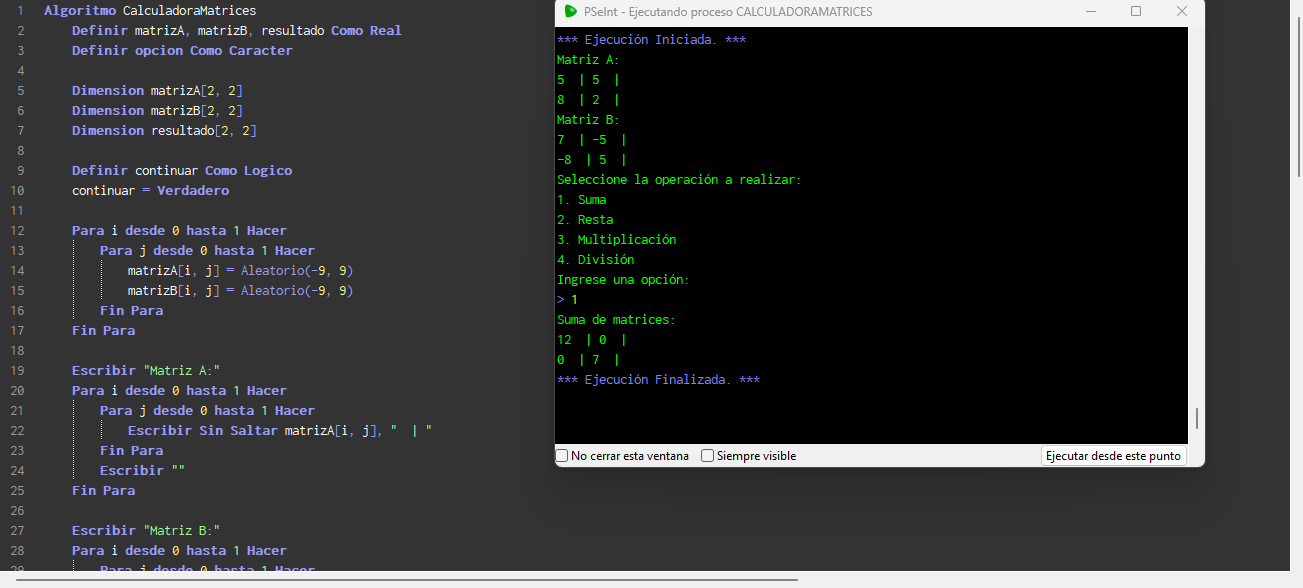 1 Algoritmo CalculadoraMatrices
2 Definir matrizA, matrizB, resultado Como Real
3 Definir opcion Como Caracter
4
5 Dimension matrizA[2, 2]
6 Dimension matrizB[2, 2]
7 Dimension resultado[2, 2]
8
9 Definir continuar Como Logico
10 continuar = Verdadero
11
12 Para i desde 0 hasta 1 Hacer
13 Para j desde 0 hasta 1 Hacer
14 matrizA[i, j] = Aleatorio(-9, 9)
15 matrizB[i, j] = Aleatorio(-9, 9)
16 Fin Para
17 Fin Para
18
19 Escribir "Matriz A:"
20 Para i desde 0 hasta 1 Hacer
21 Para j desde 0 hasta 1 Hacer
22 Escribir Sin Saltar matrizA[i, j], "  | "
23 Fin Para
24 Escribir ""
25 Fin Para
26
27 Escribir "Matriz B:"
28 Para i desde 0 hasta 1 Hacer
29 Para j desde 0 hasta 1 Hacer
PSeInt - Ejecutando proceso CALCULADORAMATRICES
*** Ejecución Iniciada. ***
Matriz A:
5  | 5  |
8  | 2  |
Matriz B:
7  | -5  |
-8  | 5  |
Seleccione la operación a realizar:
1. Suma
2. Resta
3. Multiplicación
4. División
Ingrese una opción:
> 1
Suma de matrices:
12  | 0  |
0  | 7  |
*** Ejecución Finalizada. ***
No cerrar esta ventana
Siempre visible
Ejecutar desde este punto